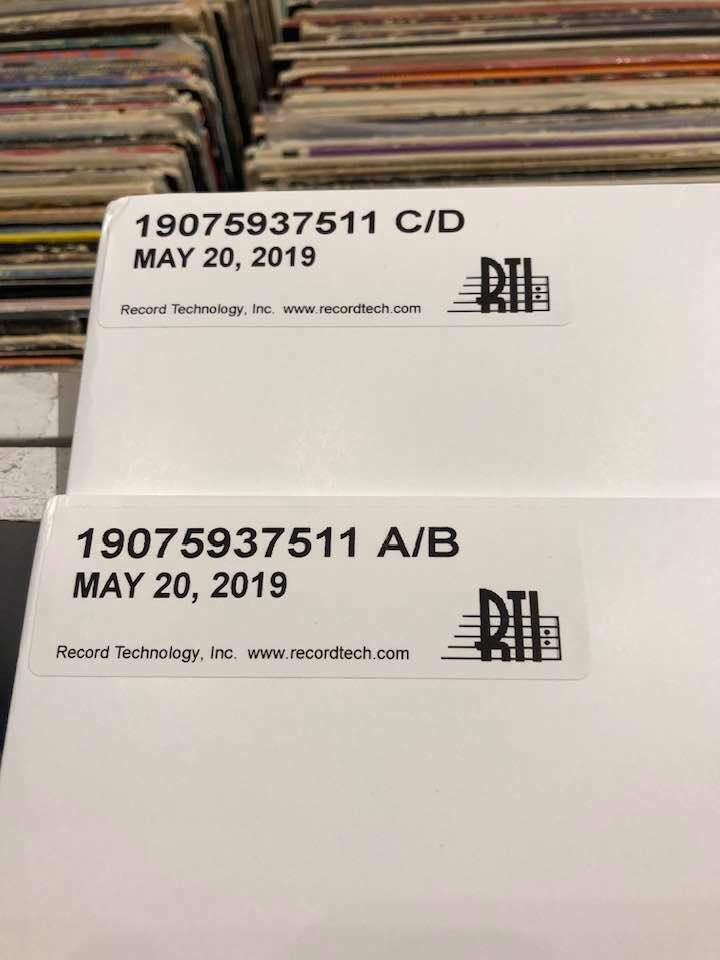 19075937511 C/D
MAY 20, 2019
Record Technology, Inc. www.recordtech.com
RTI
19075937511 A/B
MAY 20, 2019
Record Technology, Inc. www.recordtech.com
RTI